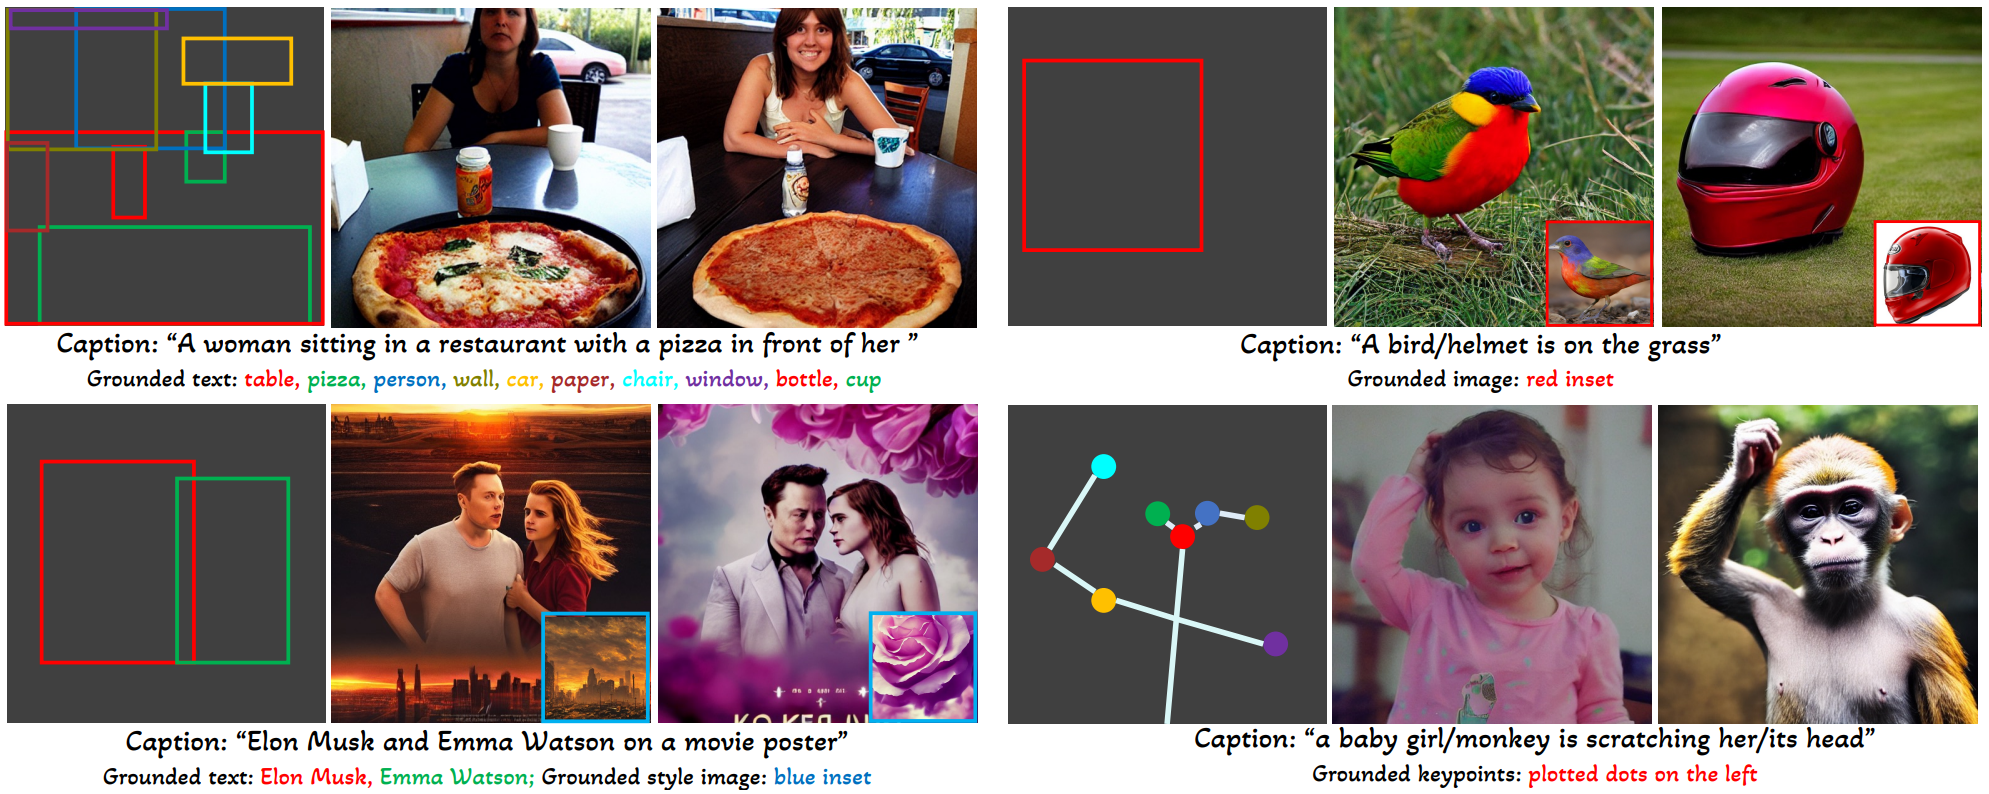 Caption: “A woman sitting in a restaurant with a pizza in front of her ”
Grounded text: table, pizza, person, wall, car, paper, chair, window, bottle, cup
Caption: “A bird/helmet is on the grass”
Grounded image: red inset
Caption: “Elon Musk and Emma Watson on a movie poster”
Grounded text: Elon Musk, Emma Watson; Grounded style image: blue inset
Caption: “a baby girl/monkey is scratching her/its head”
Grounded keypoints: plotted dots on the left